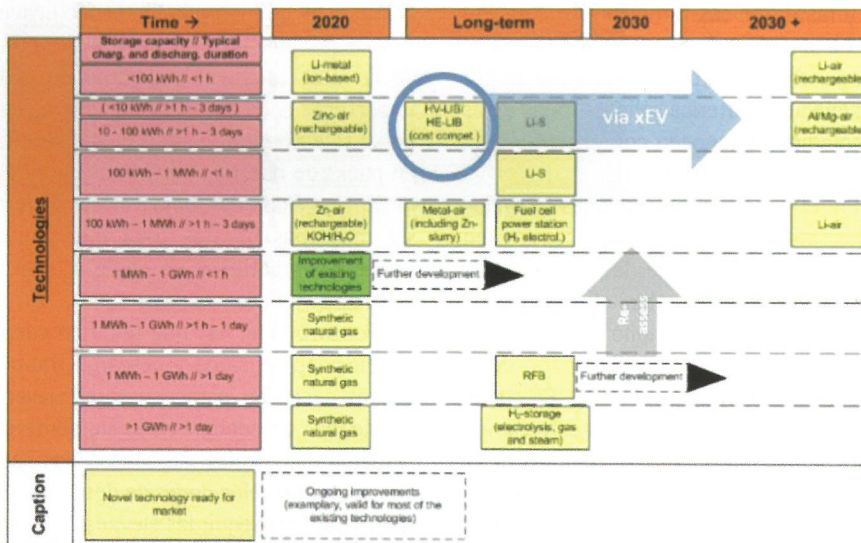 Time →
2020
Long-term
2030
2030 +
Technologies
Storage capacity // Typical
charg. and discharg. duration
<100 kWh // <1 h
Li-metal
(ion-based)
Li-air
(rechargeable)
( <10 kWh // >1 h – 3 days )
10 - 100 kWh // >1 h – 3 days
Zinc-air
(rechargeable)
HV-LIB/
HE-LIB
(cost compet.)
Li-S
via xEV
Al/Mg-air
(rechargeable)
100 kWh – 1 MWh // <1h
Li-S
100 kWh – 1 MWh // >1 h – 3 days
Zn-air
(rechargeable)
KOH/H₂O
Metal-air
(including Zn-
slurry)
Fuel cell
power station
(H₂ electrol.)
Li-air
1 MWh – 1 GWh // <1h
Improvement
of existing
technologies
Further development
Re-
assess
1 MWh – 1 GWh // >1 h – 1 day
Synthetic
natural gas
1 MWh – 1 GWh // >1 day
Synthetic
natural gas
RFB
Further development
>1 GWh // >1 day
Synthetic
natural gas
H₂-storage
(electrolysis, gas
and steam)
Caption
Novel technology ready for
market
Ongoing improvements
(examplary, valid for most of the
existing technologies)